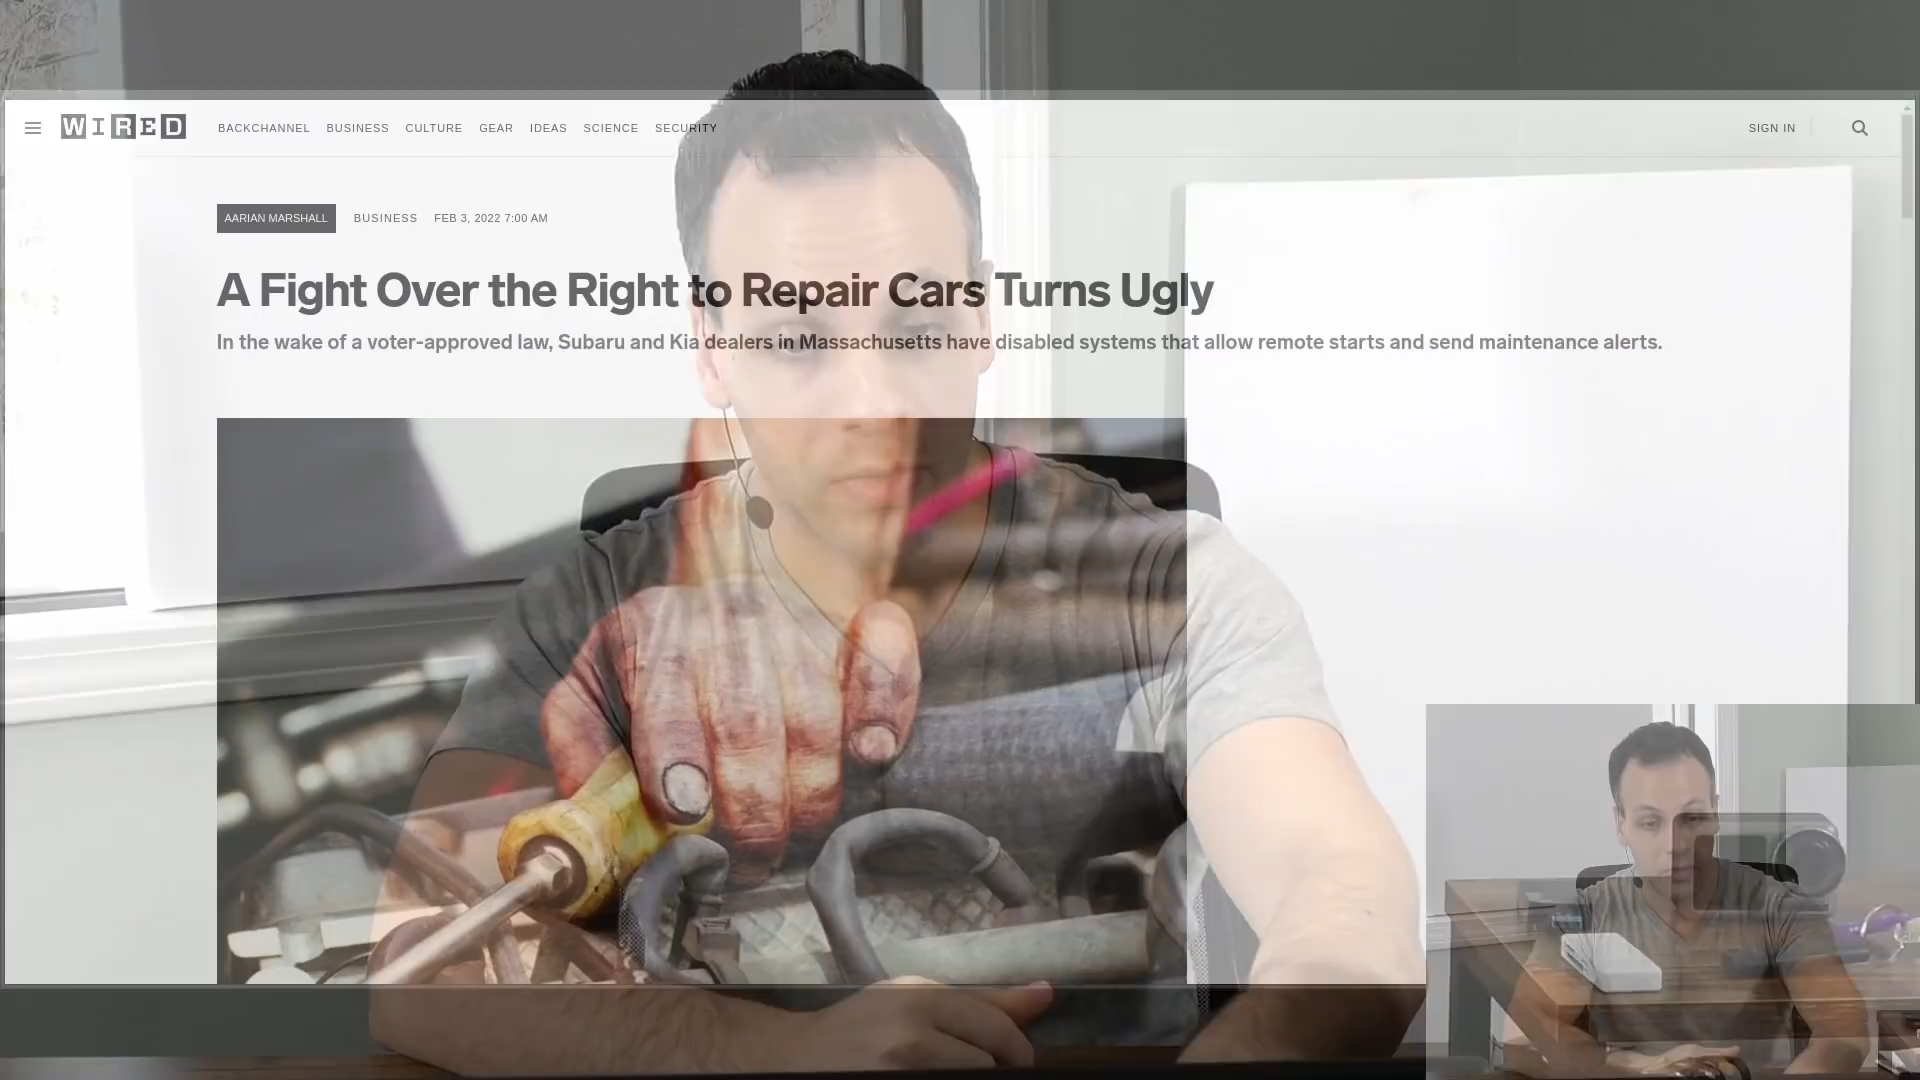 WIRED
BACKCHANNEL BUSINESS CULTURE GEAR IDEAS SCIENCE SECURITY
SIGN IN
AARIAN MARSHALL BUSINESS FEB 3, 2022 7:00 AM
A Fight Over the Right to Repair Cars Turns Ugly
In the wake of a voter-approved law, Subaru and Kia dealers in Massachusetts have disabled systems that allow remote starts and send maintenance alerts.